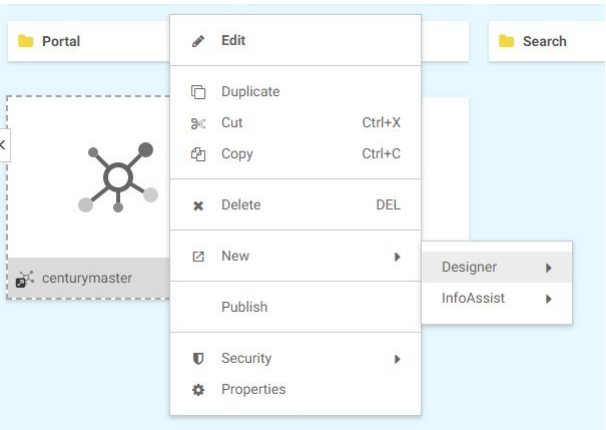 Portal
Search
Edit
Duplicate
Cut Ctrl+X
Copy Ctrl+C
Delete DEL
New
Designer
InfoAssist
centurymaster
Publish
Security
Properties